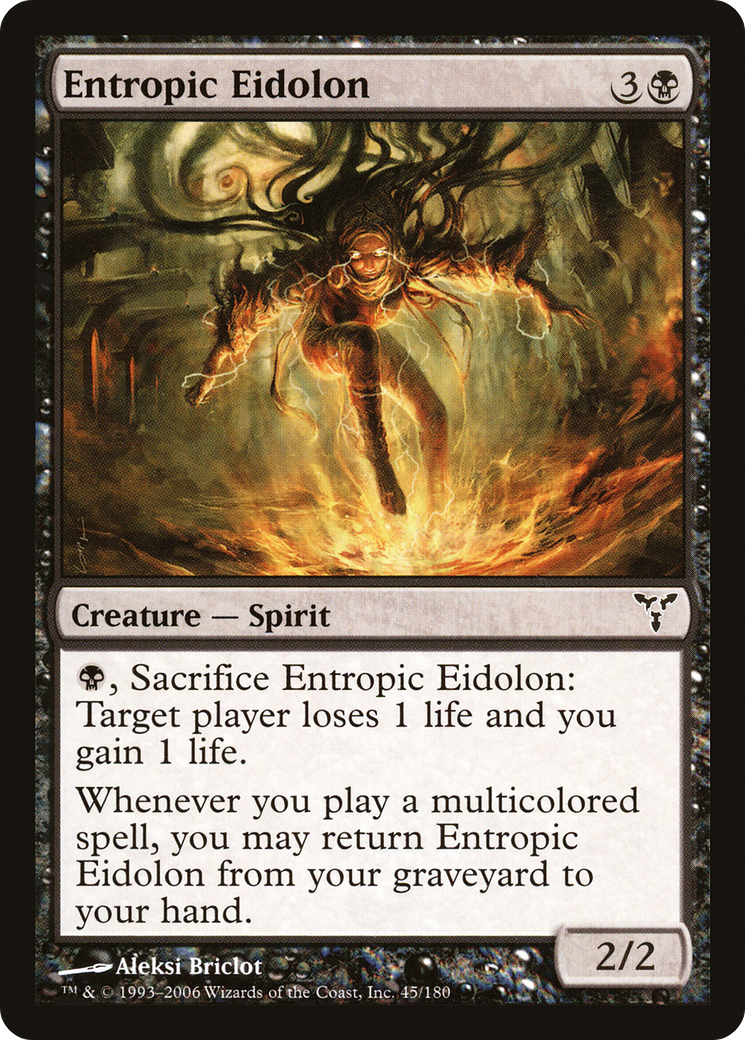 Entropic Eidolon 3
Creature — Spirit
, Sacrifice Entropic Eidolon:
Target player loses 1 life and you
gain 1 life.
Whenever you play a multicolored
spell, you may return Entropic
Eidolon from your graveyard to
your hand.
2/2
Aleksi Briclot
™ & © 1993–2006 Wizards of the Coast, Inc. 45/180